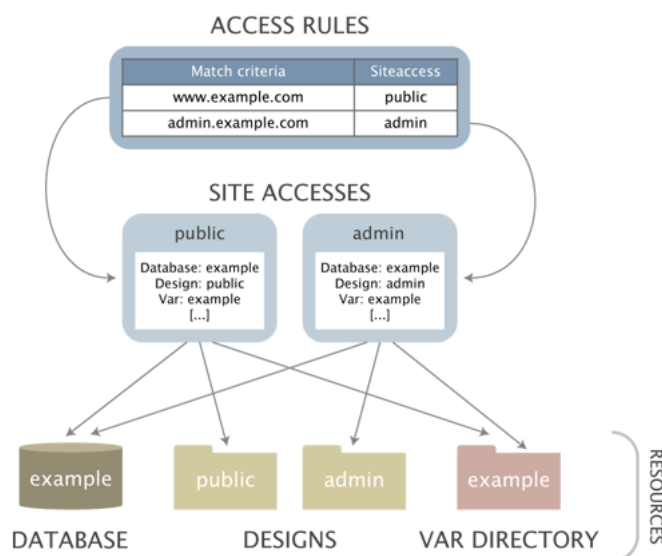 ACCESS RULES
Match criteria Siteaccess
www.example.com public
admin.example.com admin
SITE ACCESSES
public admin
Database: example Database: example
Design: public Design: admin
Var: example Var: example
[...] [...]
example public admin example
DATABASE DESIGNS VAR DIRECTORY
RESOURCES